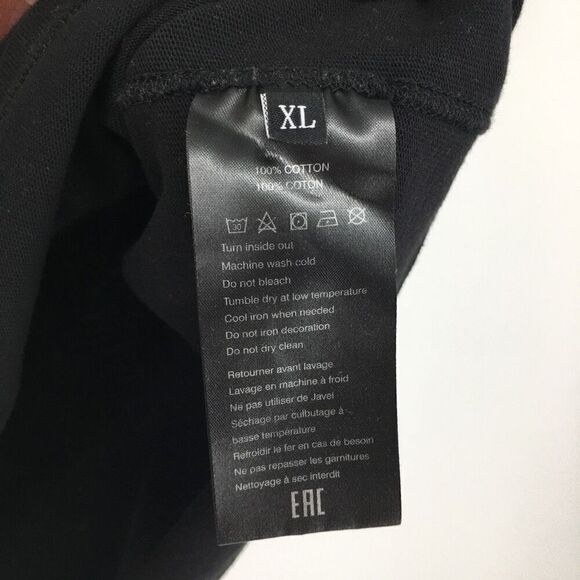 XL
100% COTTON
100% COTON
30
Turn inside out
Machine wash cold
Do not bleach
Tumble dry at low temperature
Cool iron when needed
Do not iron decoration
Do not dry clean
Retourner avant lavage
Lavage en machine à froid
Ne pas utiliser de Javel
Séchage par culbutage à
basse température
Refroidir le fer en cas de besoin
Ne pas repasser les garnitures
Nettoyage à sec interdit
EAC